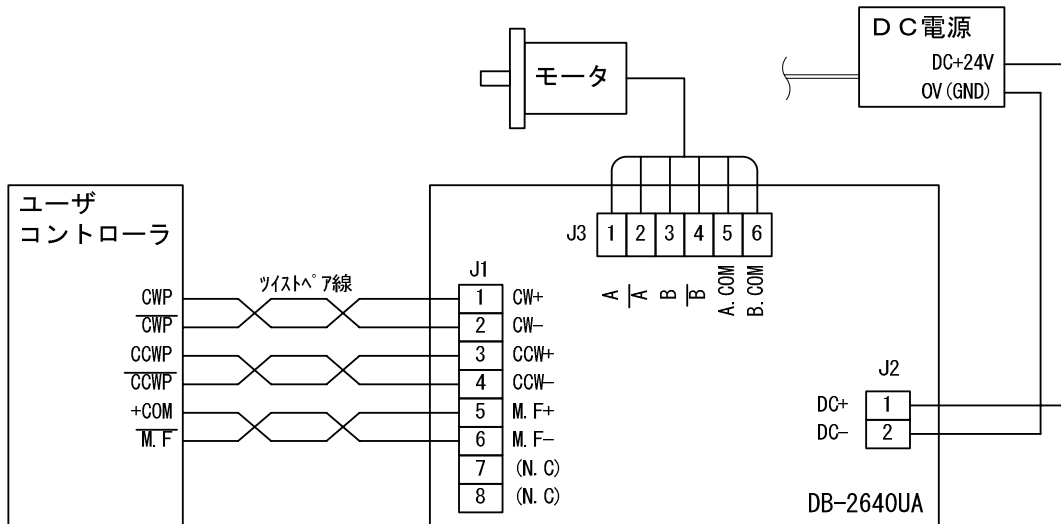 DC電源
DC+24V
0V(GND)
モータ
ユーザ
コントローラ
J3 1 2 3 4 5 6
A
A̅
B
B̅
A.COM
B.COM
ツイストペア線
J1
CWP 1 CW+
C̅W̅P̅ 2 CW-
CCWP 3 CCW+
C̅C̅W̅P̅ 4 CCW-
+COM 5 M.F+
M̅.̅F̅ 6 M.F-
7 (N.C)
8 (N.C)
J2
DC+ 1
DC- 2
DB-2640UA